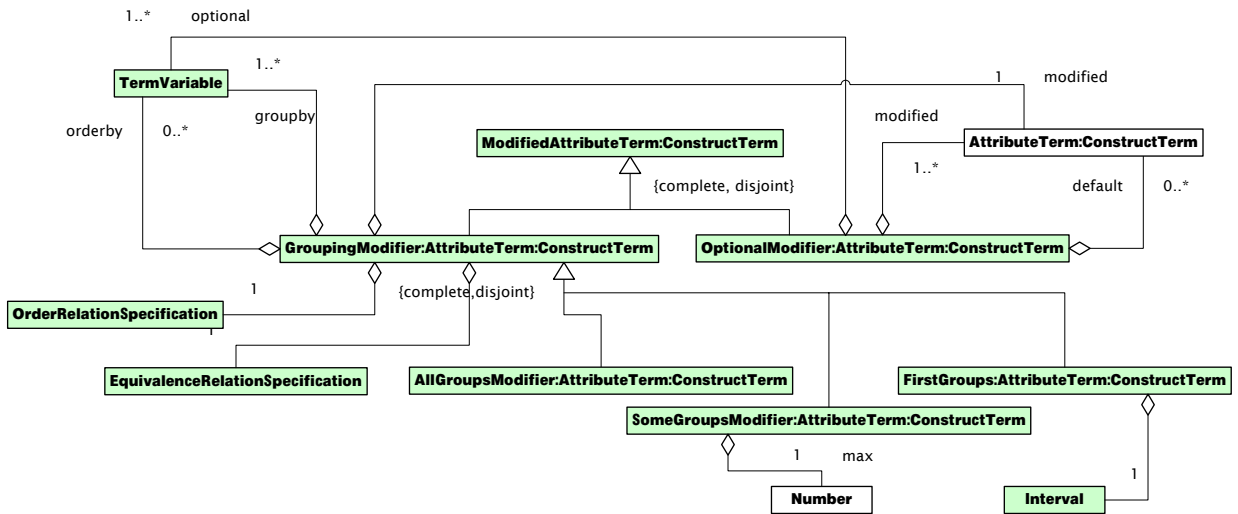 1..* optional
TermVariable
1..*
groupby
orderby 0..*
1 modified
modified
AttributeTerm:ConstructTerm
1..*
default 0..*
ModifiedAttributeTerm:ConstructTerm
{complete, disjoint}
GroupingModifier:AttributeTerm:ConstructTerm
OptionalModifier:AttributeTerm:ConstructTerm
{complete,disjoint}
1
OrderRelationSpecification
EquivalenceRelationSpecification
AllGroupsModifier:AttributeTerm:ConstructTerm
FirstGroups:AttributeTerm:ConstructTerm
SomeGroupsModifier:AttributeTerm:ConstructTerm
1 max
Number
1
Interval